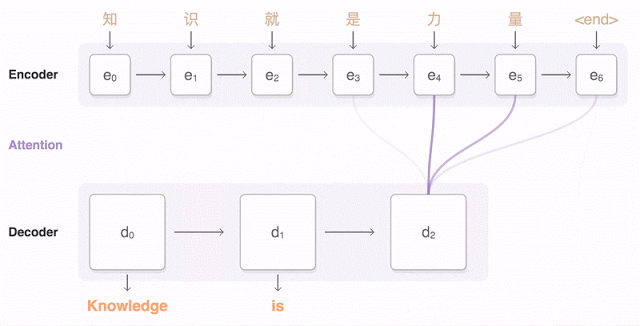 知 识 就 是 力 量 <end>
Encoder e₀ e₁ e₂ e₃ e₄ e₅ e₆
Attention
Decoder d₀ d₁ d₂
Knowledge is